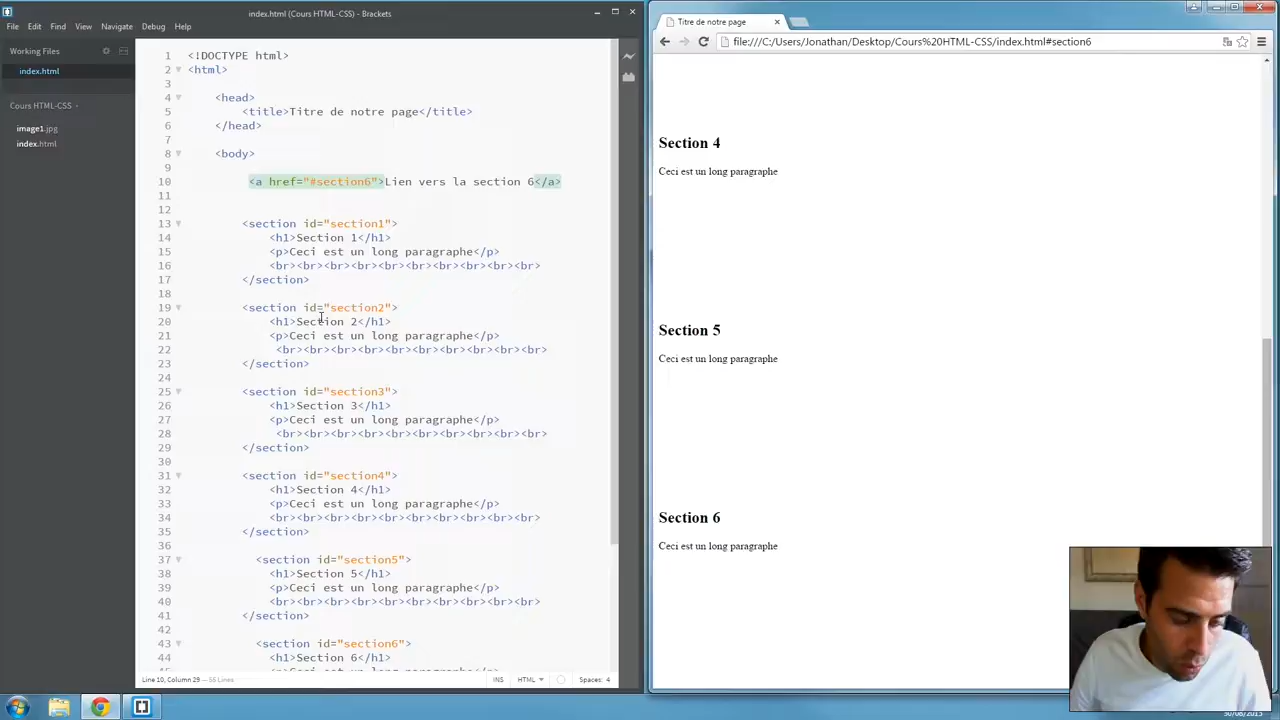 index.html (Cours HTML-CSS) - Brackets
File Edit Find View Navigate Debug Help
Working Files
index.html
Cours HTML-CSS
image1.jpg
index.html
1 <!DOCTYPE html>
2 <html>
3
4 <head>
5 <title>Titre de notre page</title>
6 </head>
7
8 <body>
9
10 <a href="#section6">Lien vers la section 6</a>
11
12
13 <section id="section1">
14 <h1>Section 1</h1>
15 <p>Ceci est un long paragraphe</p>
16 <br><br><br><br><br><br><br><br><br><br>
17 </section>
18
19 <section id="section2">
20 <h1>Section 2</h1>
21 <p>Ceci est un long paragraphe</p>
22 <br><br><br><br><br><br><br><br><br><br>
23 </section>
24
25 <section id="section3">
26 <h1>Section 3</h1>
27 <p>Ceci est un long paragraphe</p>
28 <br><br><br><br><br><br><br><br><br><br>
29 </section>
30
31 <section id="section4">
32 <h1>Section 4</h1>
33 <p>Ceci est un long paragraphe</p>
34 <br><br><br><br><br><br><br><br><br><br>
35 </section>
36
37 <section id="section5">
38 <h1>Section 5</h1>
39 <p>Ceci est un long paragraphe</p>
40 <br><br><br><br><br><br><br><br><br><br>
41 </section>
42
43 <section id="section6">
44 <h1>Section 6</h1>
Line 10, Column 29 — 56 Lines
INS HTML Spaces: 4
Titre de notre page
file:///C:/Users/Jonathan/Desktop/Cours%20HTML-CSS/index.html#section6
Section 4
Ceci est un long paragraphe
Section 5
Ceci est un long paragraphe
Section 6
Ceci est un long paragraphe